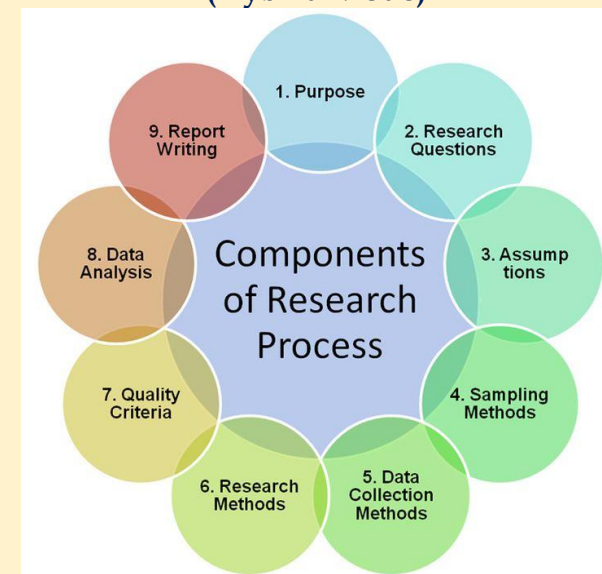 Components
of Research
Process
1. Purpose
2. Research
Questions
3. Assump
tions
4. Sampling
Methods
5. Data
Collection
Methods
6. Research
Methods
7. Quality
Criteria
8. Data
Analysis
9. Report
Writing